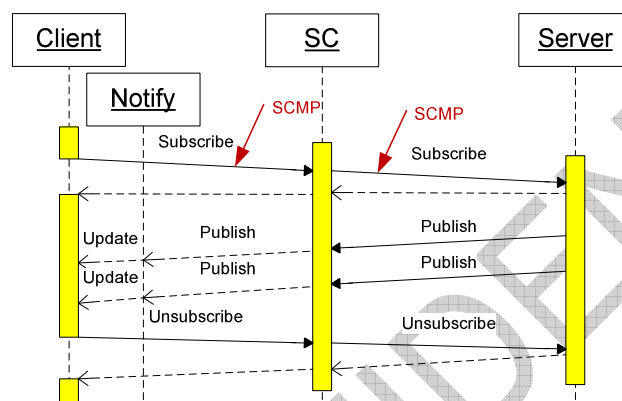 Client
SC
Server
Notify
SCMP
SCMP
Subscribe
Subscribe
Publish
Update
Publish
Publish
Update
Publish
Unsubscribe
Unsubscribe